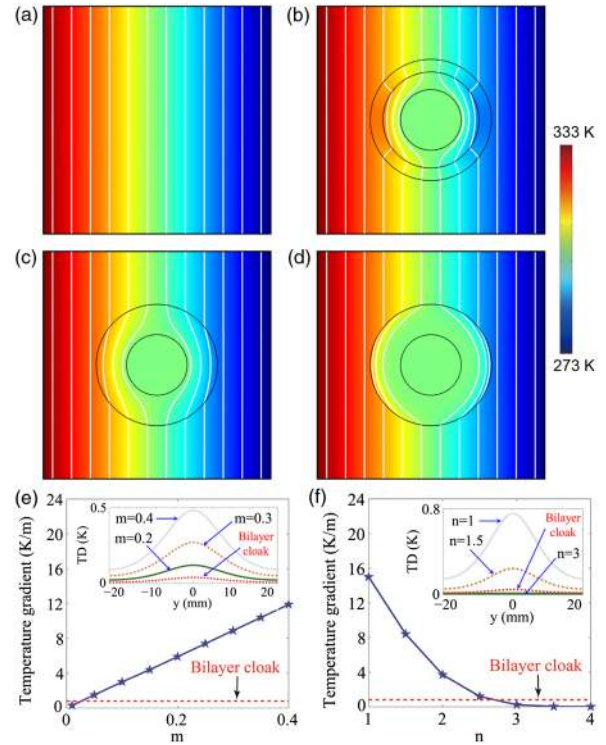 (a)
(b)
333 K
(c)
(d)
273 K
(e)
24
20
16
12
8
4
0
Temperature gradient (K/m)
0
0.2
0.4
m
0.5
0
TD (K)
m=0.4
m=0.3
m=0.2
Bilayer
cloak
−20
−10
0
10
20
y (mm)
Bilayer cloak
(f)
24
20
16
12
8
4
0
Temperature gradient (K/m)
1
2
3
4
n
0.8
0
TD (K)
n=1
n=1.5
Bilayer
cloak
n=3
−20
0
20
y (mm)
Bilayer cloak